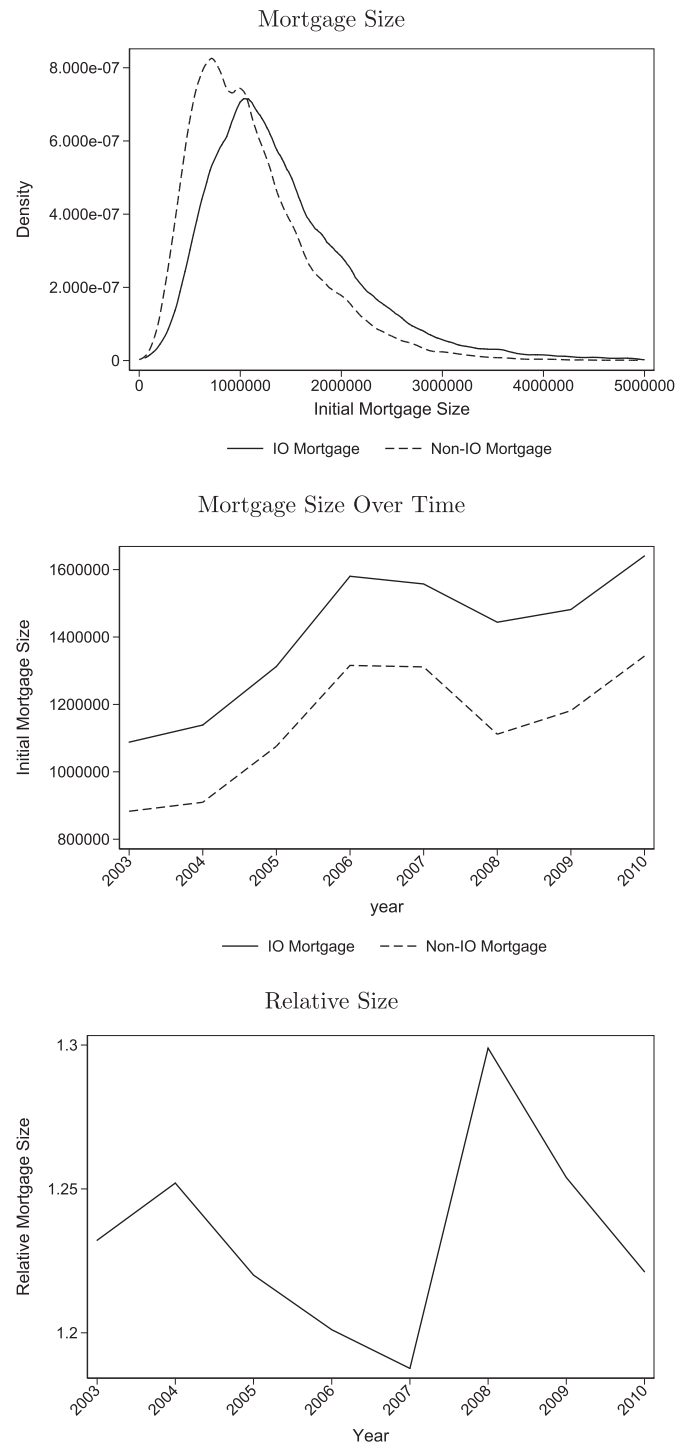 Mortgage Size
8.000e-07
6.000e-07
4.000e-07
2.000e-07
0
Density
0 1000000 2000000 3000000 4000000 5000000
Initial Mortgage Size
IO Mortgage Non-IO Mortgage
Mortgage Size Over Time
1600000
1400000
1200000
1000000
800000
Initial Mortgage Size
2003 2004 2005 2006 2007 2008 2009 2010
year
IO Mortgage Non-IO Mortgage
Relative Size
1.3
1.25
1.2
Relative Mortgage Size
2003 2004 2005 2006 2007 2008 2009 2010
Year